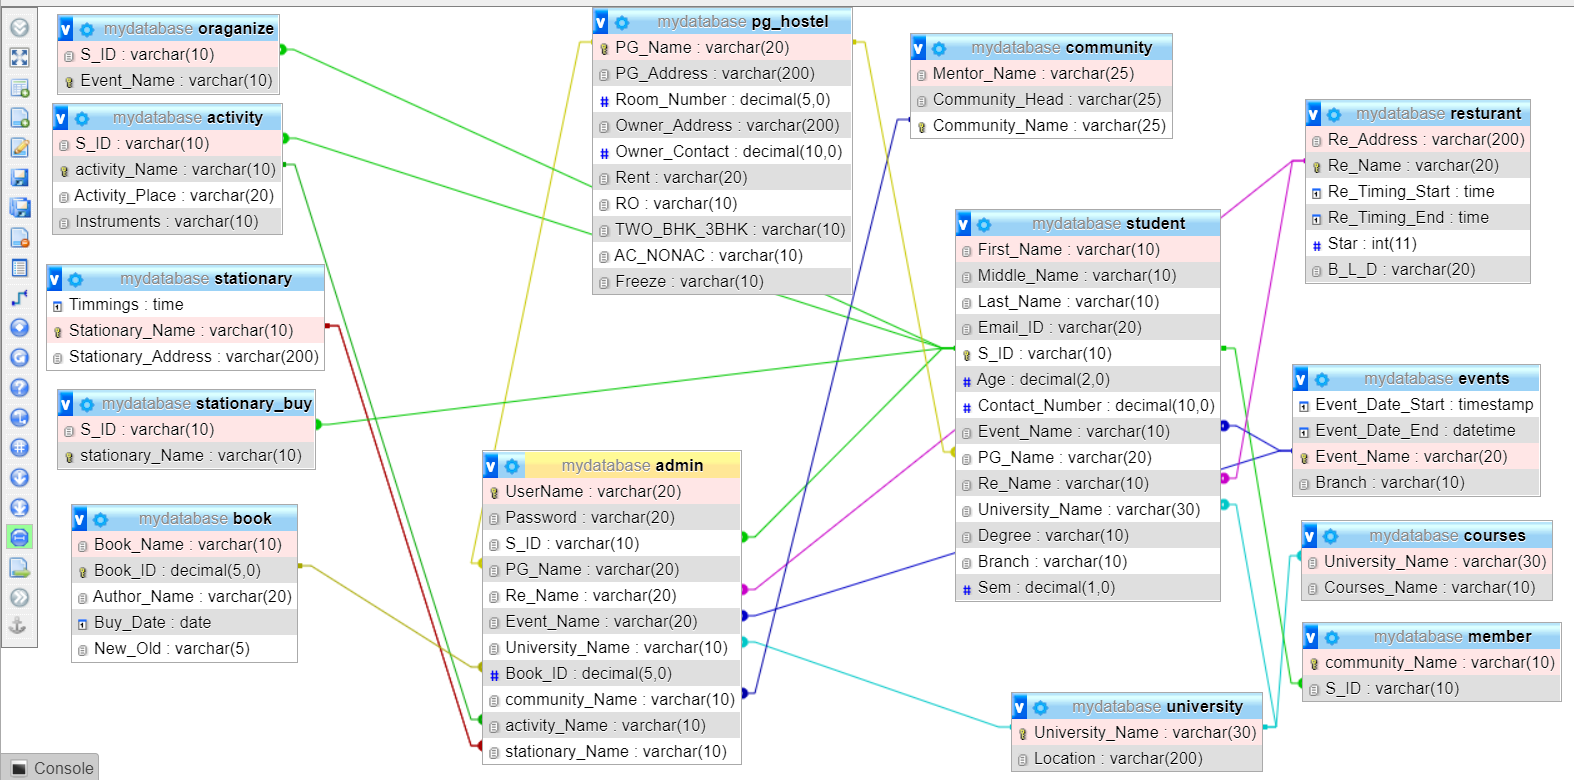 v mydatabase oraganize
S_ID : varchar(10)
Event_Name : varchar(10)
v mydatabase activity
S_ID : varchar(10)
activity_Name : varchar(10)
Activity_Place : varchar(20)
Instruments : varchar(10)
v mydatabase stationary
Timmings : time
Stationary_Name : varchar(10)
Stationary_Address : varchar(200)
v mydatabase stationary_buy
S_ID : varchar(10)
stationary_Name : varchar(10)
v mydatabase book
Book_Name : varchar(10)
Book_ID : decimal(5,0)
Author_Name : varchar(20)
Buy_Date : date
New_Old : varchar(5)
v mydatabase pg_hostel
PG_Name : varchar(20)
PG_Address : varchar(200)
# Room_Number : decimal(5,0)
Owner_Address : varchar(200)
# Owner_Contact : decimal(10,0)
Rent : varchar(20)
RO : varchar(10)
TWO_BHK_3BHK : varchar(10)
AC_NONAC : varchar(10)
Freeze : varchar(10)
v mydatabase admin
UserName : varchar(20)
Password : varchar(20)
S_ID : varchar(10)
PG_Name : varchar(20)
Re_Name : varchar(20)
Event_Name : varchar(20)
University_Name : varchar(10)
# Book_ID : decimal(5,0)
community_Name : varchar(10)
activity_Name : varchar(10)
stationary_Name : varchar(10)
v mydatabase community
Mentor_Name : varchar(25)
Community_Head : varchar(25)
Community_Name : varchar(25)
v mydatabase student
First_Name : varchar(10)
Middle_Name : varchar(10)
Last_Name : varchar(10)
Email_ID : varchar(20)
S_ID : varchar(10)
# Age : decimal(2,0)
# Contact_Number : decimal(10,0)
Event_Name : varchar(10)
PG_Name : varchar(20)
Re_Name : varchar(10)
University_Name : varchar(30)
Degree : varchar(10)
Branch : varchar(10)
# Sem : decimal(1,0)
v mydatabase resturant
Re_Address : varchar(200)
Re_Name : varchar(20)
Re_Timing_Start : time
Re_Timing_End : time
# Star : int(11)
B_L_D : varchar(20)
v mydatabase events
Event_Date_Start : timestamp
Event_Date_End : datetime
Event_Name : varchar(20)
Branch : varchar(10)
v mydatabase courses
University_Name : varchar(30)
Courses_Name : varchar(10)
v mydatabase member
community_Name : varchar(10)
S_ID : varchar(10)
v mydatabase university
University_Name : varchar(30)
Location : varchar(200)
Console